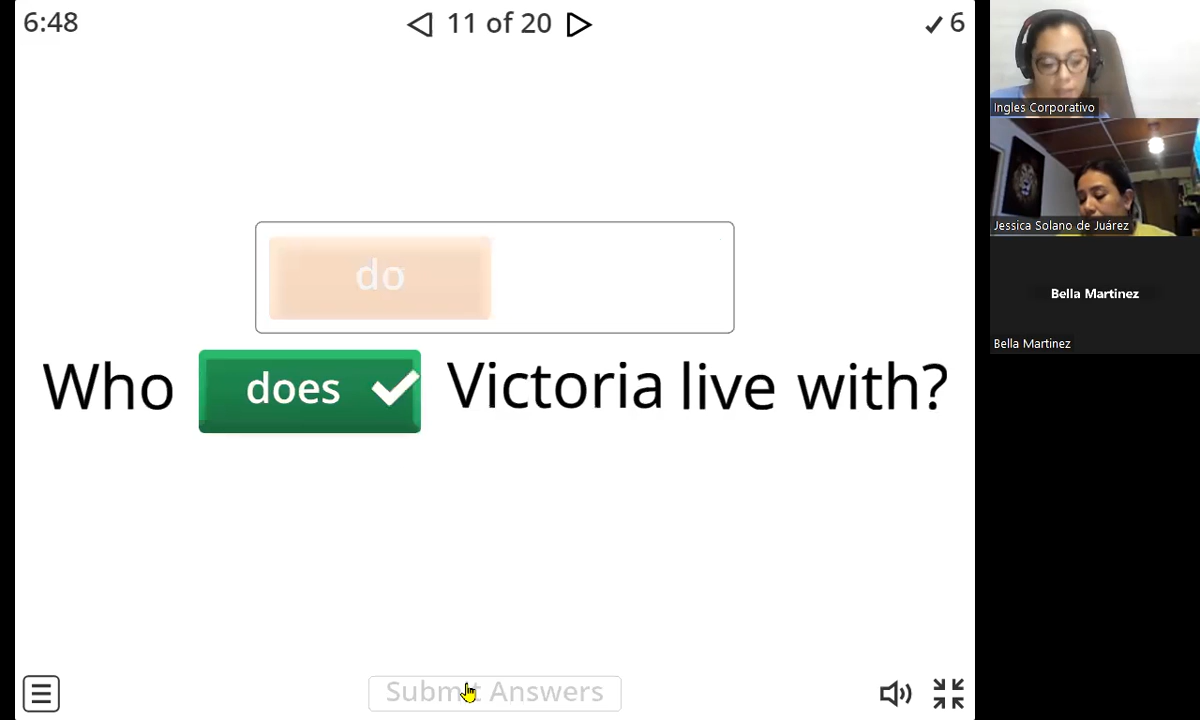 6:48
11 of 20
✓ 6
do
Who does ✓ Victoria live with?
Submit Answers
Ingles Corporativo
Jessica Solano de Juárez
Bella Martinez
Bella Martinez